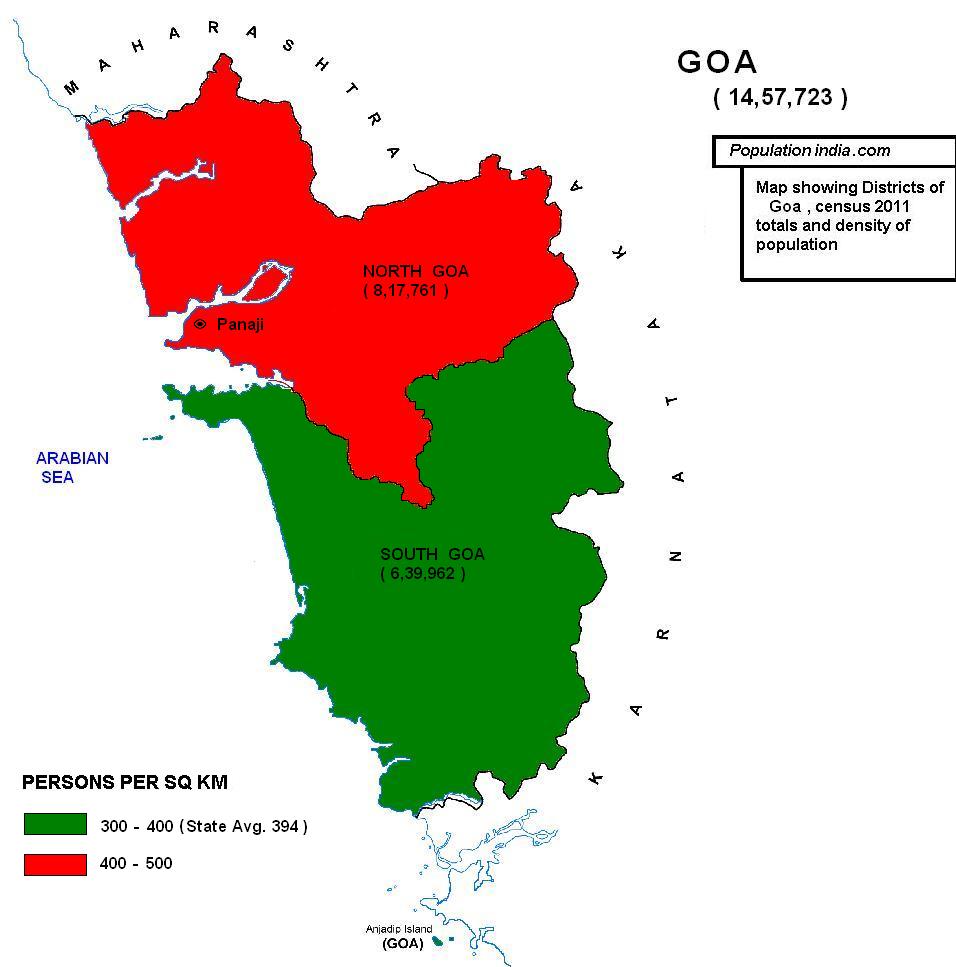 MAHARASHTRA
GOA
( 14,57,723 )
Population india .com
Map showing Districts of
Goa , census 2011
totals and density of
population
KARNATAKA
NORTH GOA
( 8,17,761 )
Panaji
ARABIAN
SEA
SOUTH GOA
( 6,39,962 )
PERSONS PER SQ KM
300 - 400 (State Avg. 394 )
400 - 500
Anjadip Island
(GOA)